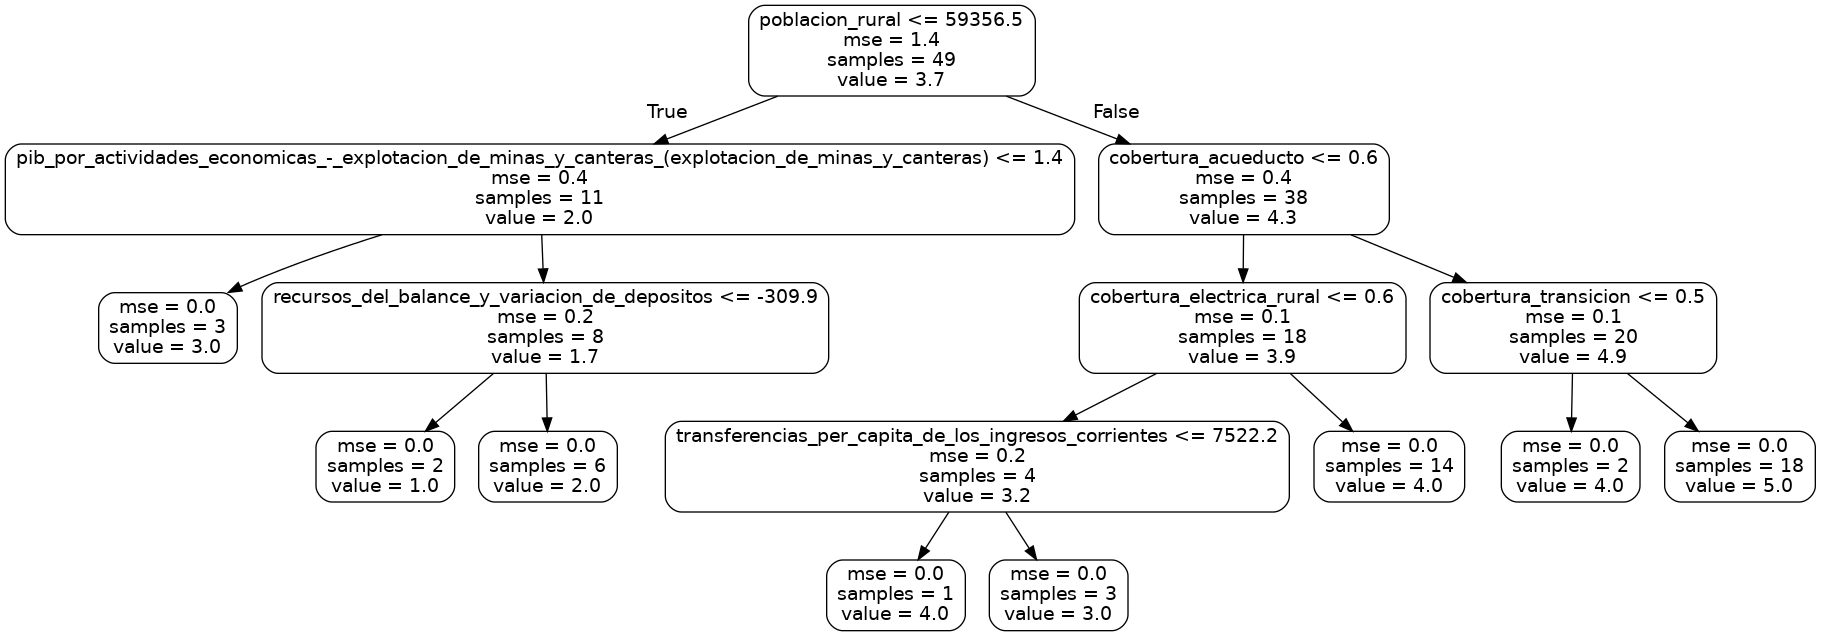 poblacion_rural <= 59356.5
mse = 1.4
samples = 49
value = 3.7
True
False
pib_por_actividades_economicas_-_explotacion_de_minas_y_canteras_(explotacion_de_minas_y_canteras) <= 1.4
mse = 0.4
samples = 11
value = 2.0
cobertura_acueducto <= 0.6
mse = 0.4
samples = 38
value = 4.3
mse = 0.0
samples = 3
value = 3.0
recursos_del_balance_y_variacion_de_depositos <= -309.9
mse = 0.2
samples = 8
value = 1.7
cobertura_electrica_rural <= 0.6
mse = 0.1
samples = 18
value = 3.9
cobertura_transicion <= 0.5
mse = 0.1
samples = 20
value = 4.9
mse = 0.0
samples = 2
value = 1.0
mse = 0.0
samples = 6
value = 2.0
transferencias_per_capita_de_los_ingresos_corrientes <= 7522.2
mse = 0.2
samples = 4
value = 3.2
mse = 0.0
samples = 14
value = 4.0
mse = 0.0
samples = 2
value = 4.0
mse = 0.0
samples = 18
value = 5.0
mse = 0.0
samples = 1
value = 4.0
mse = 0.0
samples = 3
value = 3.0